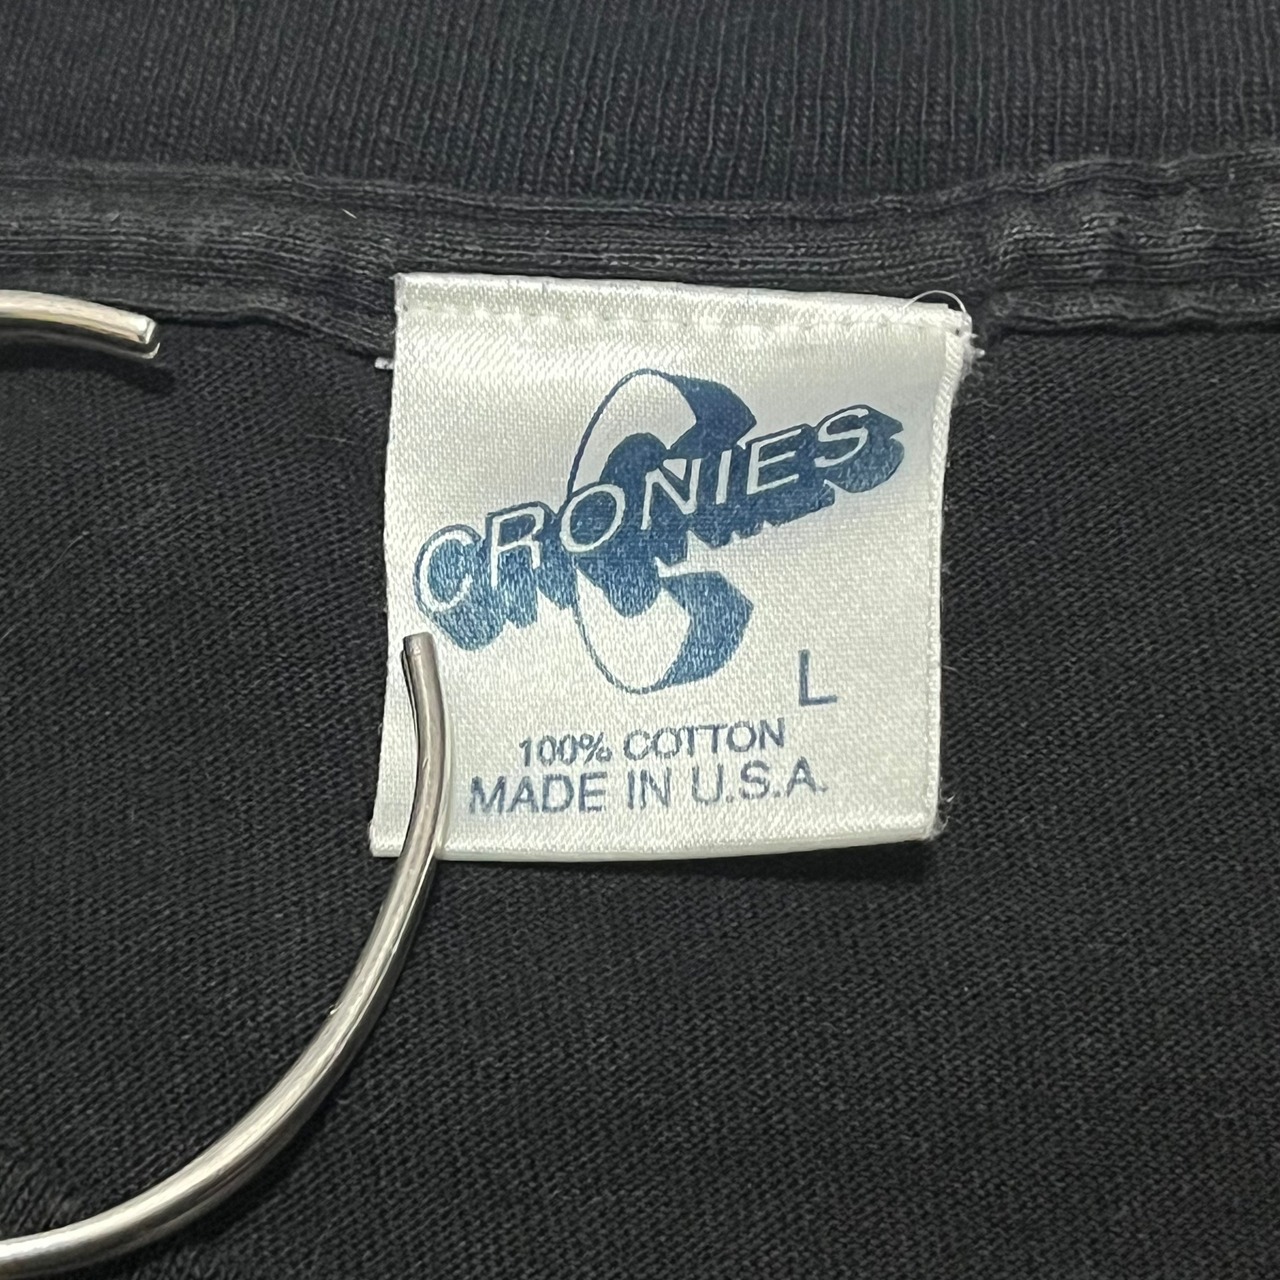 CRONIES
L
100% COTTON
MADE IN U.S.A.